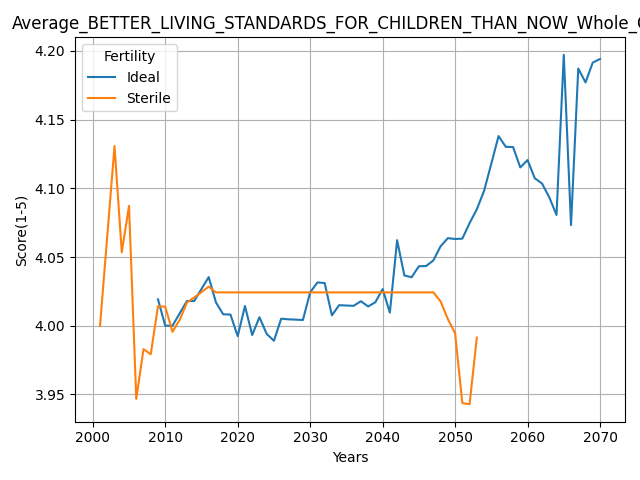 Average_BETTER_LIVING_STANDARDS_FOR_CHILDREN_THAN_NOW_Whole_
Fertility
Ideal
Sterile
Score(1-5)
4.20
4.15
4.10
4.05
4.00
3.95
2000 2010 2020 2030 2040 2050 2060 2070
Years